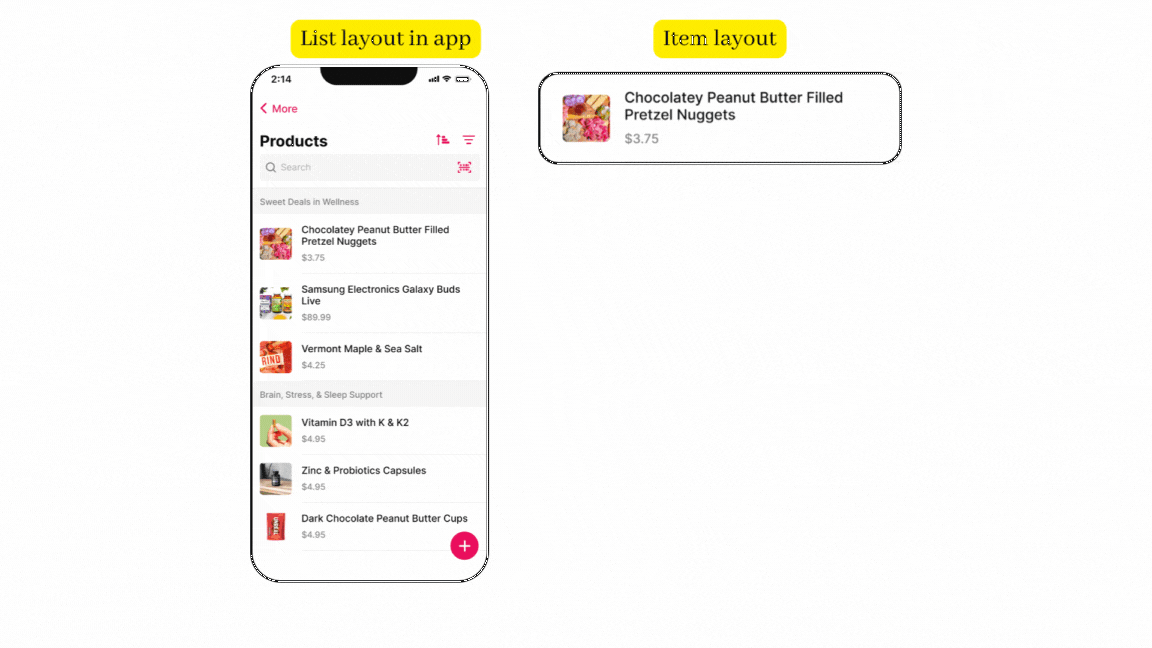 List layout in app
Item layout
2:14
More
Products
Search
Sweet Deals in Wellness
Chocolatey Peanut Butter Filled
Pretzel Nuggets
$3.75
Samsung Electronics Galaxy Buds
Live
$89.99
RIND
Vermont Maple & Sea Salt
$4.25
Brain, Stress, & Sleep Support
Vitamin D3 with K & K2
$4.95
Zinc & Probiotics Capsules
$4.95
Dark Chocolate Peanut Butter Cups
$4.95
Chocolatey Peanut Butter Filled
Pretzel Nuggets
$3.75